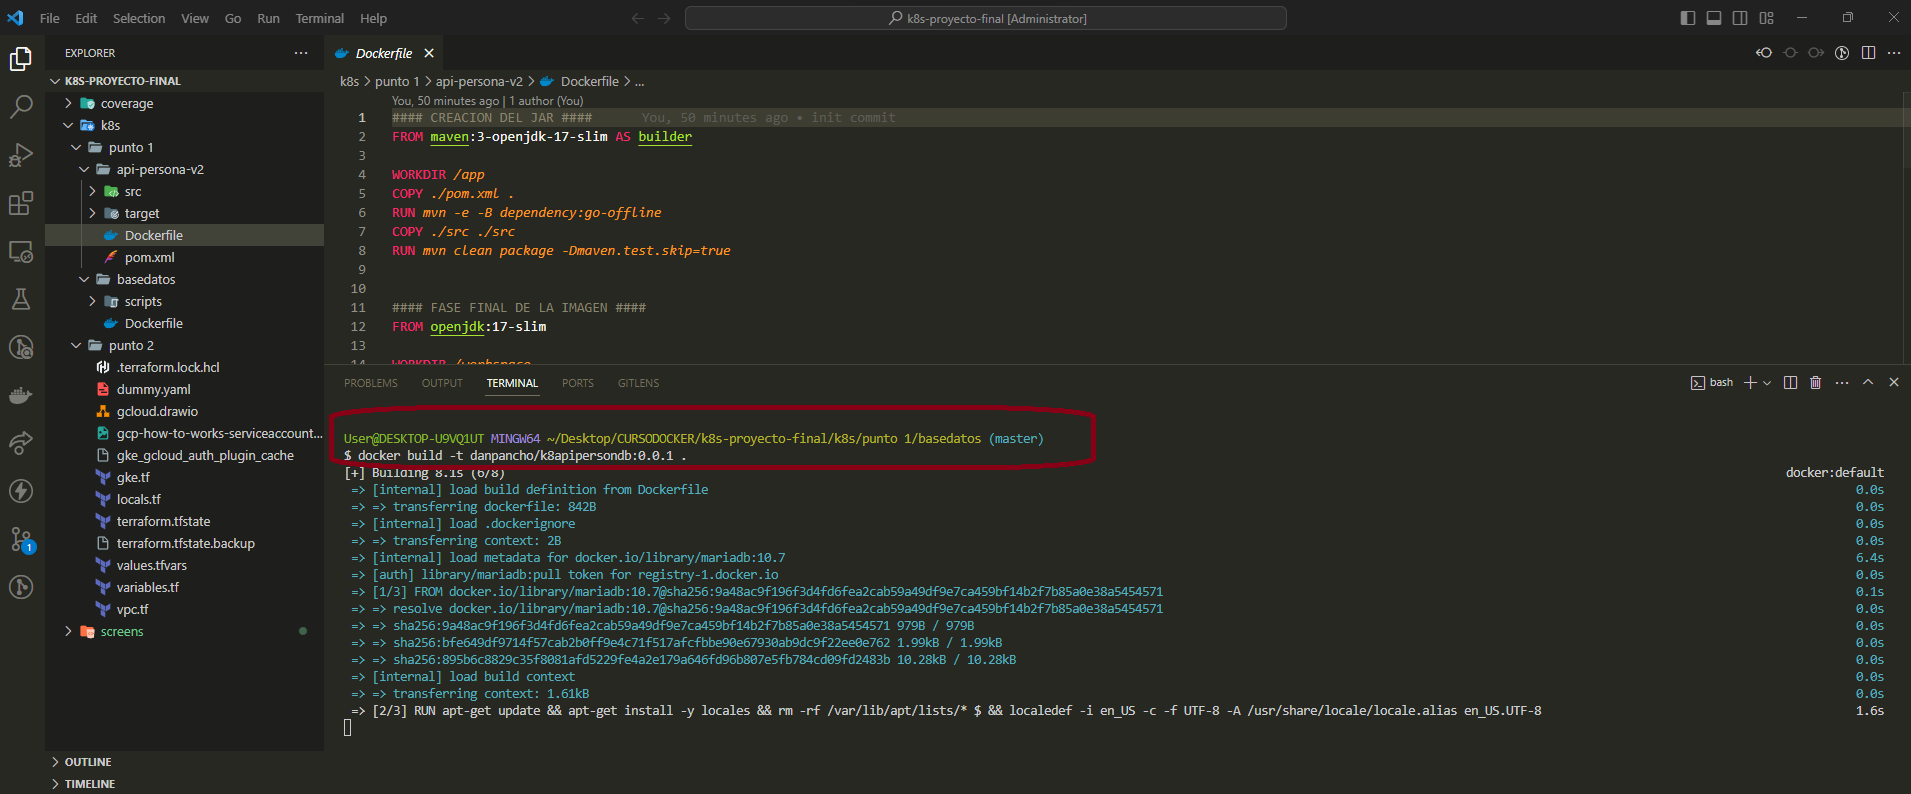 File Edit Selection View Go Run Terminal Help
k8s-proyecto-final [Administrator]
EXPLORER
K8S-PROYECTO-FINAL
coverage
k8s
punto 1
api-persona-v2
src
target
Dockerfile
pom.xml
basedatos
scripts
Dockerfile
punto 2
.terraform.lock.hcl
dummy.yaml
gcloud.drawio
gcp-how-to-works-serviceaccount...
gke_gcloud_auth_plugin_cache
gke.tf
locals.tf
terraform.tfstate
terraform.tfstate.backup
values.tfvars
variables.tf
vpc.tf
screens
OUTLINE
TIMELINE
1
Dockerfile
k8s > punto 1 > api-persona-v2 > Dockerfile > ...
You, 50 minutes ago | 1 author (You)
1 #### CREACION DEL JAR #### You, 50 minutes ago • init commit
2 FROM maven:3-openjdk-17-slim AS builder
3
4 WORKDIR /app
5 COPY ./pom.xml .
6 RUN mvn -e -B dependency:go-offline
7 COPY ./src ./src
8 RUN mvn clean package -Dmaven.test.skip=true
9
10
11 #### FASE FINAL DE LA IMAGEN ####
12 FROM openjdk:17-slim
13
14 WORKDIR /workspace
PROBLEMS OUTPUT TERMINAL PORTS GITLENS
bash
User@DESKTOP-U9VQ1UT MINGW64 ~/Desktop/CURSODOCKER/k8s-proyecto-final/k8s/punto 1/basedatos (master)
$ docker build -t danpancho/k8apipersondb:0.0.1 .
[+] Building 8.1s (6/8) docker:default
=> [internal] load build definition from Dockerfile 0.0s
=> => transferring dockerfile: 842B 0.0s
=> [internal] load .dockerignore 0.0s
=> => transferring context: 2B 0.0s
=> [internal] load metadata for docker.io/library/mariadb:10.7 6.4s
=> [auth] library/mariadb:pull token for registry-1.docker.io 0.0s
=> [1/3] FROM docker.io/library/mariadb:10.7@sha256:9a48ac9f196f3d4fd6fea2cab59a49df9e7ca459bf14b2f7b85a0e38a5454571 0.1s
=> => resolve docker.io/library/mariadb:10.7@sha256:9a48ac9f196f3d4fd6fea2cab59a49df9e7ca459bf14b2f7b85a0e38a5454571 0.0s
=> => sha256:9a48ac9f196f3d4fd6fea2cab59a49df9e7ca459bf14b2f7b85a0e38a5454571 979B / 979B 0.0s
=> => sha256:bfe649df9714f57cab2b0ff9e4c71f517afcfbbe90e67930ab9dc9f22ee0e762 1.99kB / 1.99kB 0.0s
=> => sha256:895b6c8829c35f8081afd5229fe4a2e179a646fd96b807e5fb784cd09fd2483b 10.28kB / 10.28kB 0.0s
=> [internal] load build context 0.0s
=> => transferring context: 1.61kB 0.0s
=> [2/3] RUN apt-get update && apt-get install -y locales && rm -rf /var/lib/apt/lists/* $ && localedef -i en_US -c -f UTF-8 -A /usr/share/locale/locale.alias en_US.UTF-8 1.6s